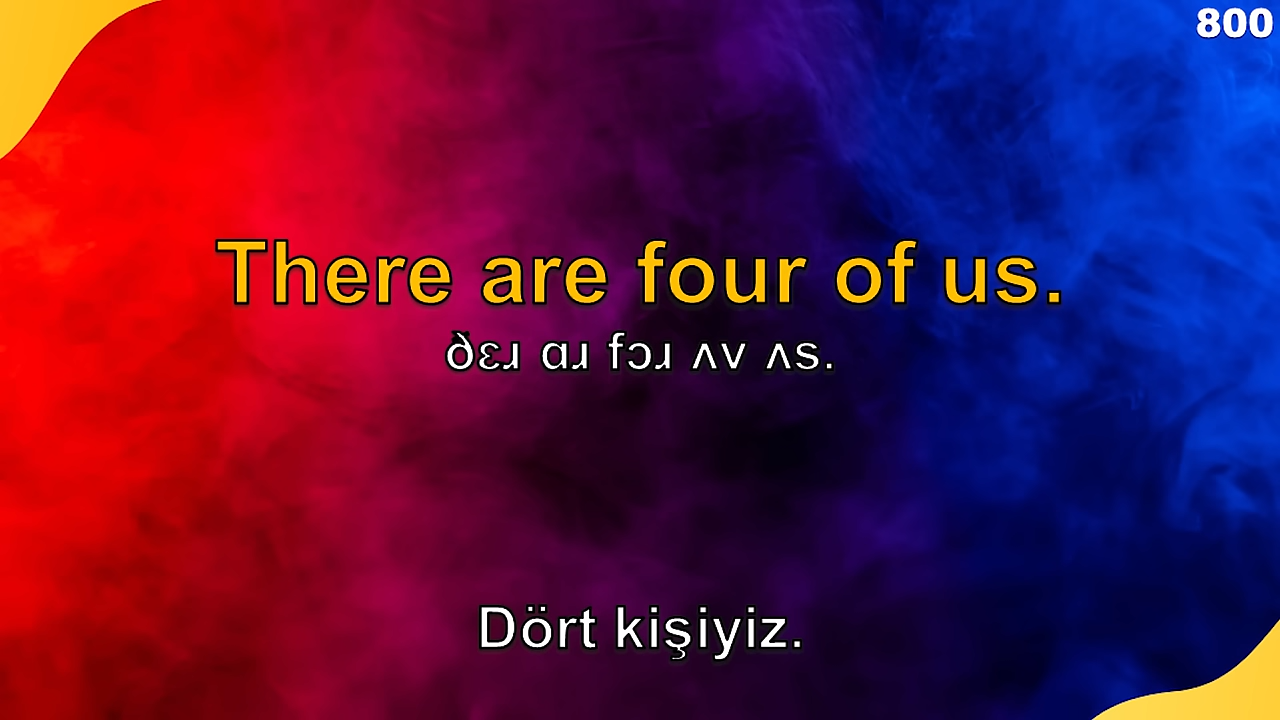 800
There are four of us.
ðɛɹ ɑɹ fɔɹ ʌv ʌs.
Dört kişiyiz.